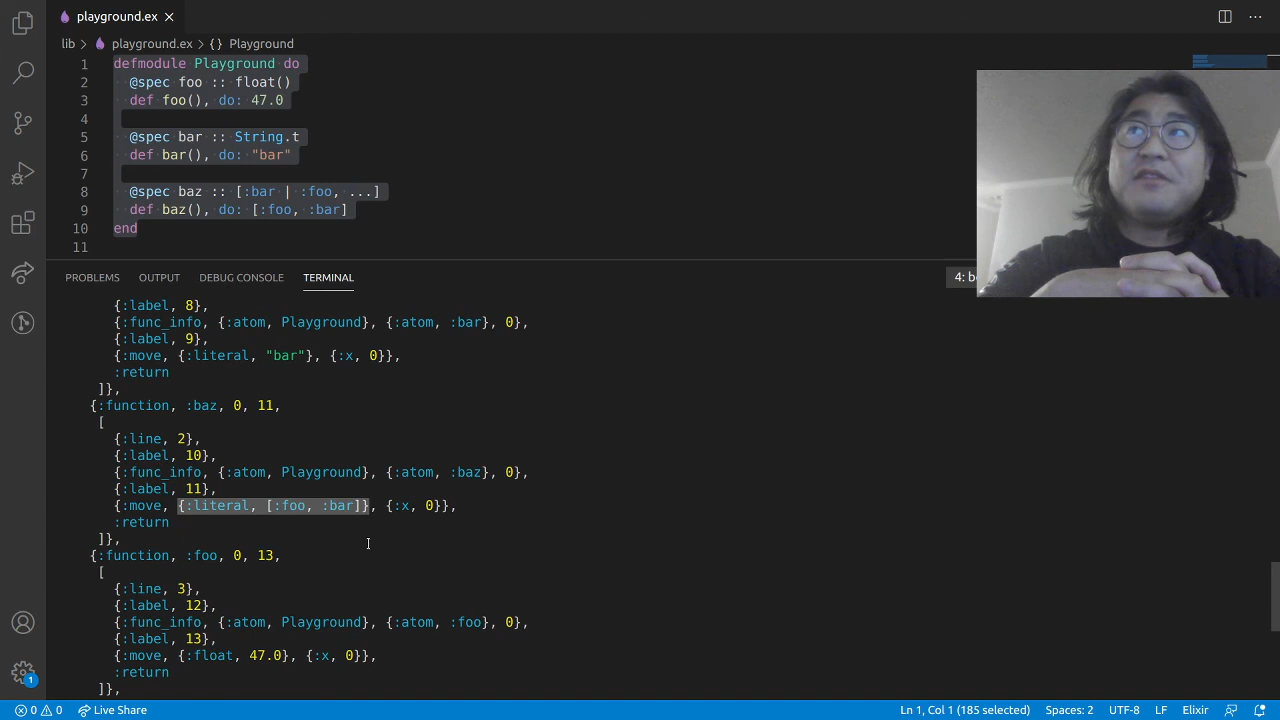 playground.ex
lib > playground.ex > {} Playground
1 defmodule Playground do
2 @spec foo :: float()
3 def foo(), do: 47.0
4
5 @spec bar :: String.t
6 def bar(), do: "bar"
7
8 @spec baz :: [:bar | :foo, ...]
9 def baz(), do: [:foo, :bar]
10 end
11
PROBLEMS OUTPUT DEBUG CONSOLE TERMINAL 4:
{:label, 8},
{:func_info, {:atom, Playground}, {:atom, :bar}, 0},
{:label, 9},
{:move, {:literal, "bar"}, {:x, 0}},
:return
]},
{:function, :baz, 0, 11,
[
{:line, 2},
{:label, 10},
{:func_info, {:atom, Playground}, {:atom, :baz}, 0},
{:label, 11},
{:move, {:literal, [:foo, :bar]}, {:x, 0}},
:return
]},
{:function, :foo, 0, 13,
[
{:line, 3},
{:label, 12},
{:func_info, {:atom, Playground}, {:atom, :foo}, 0},
{:label, 13},
{:move, {:float, 47.0}, {:x, 0}},
:return
]},
1
0 0 Live Share Ln 1, Col 1 (185 selected) Spaces: 2 UTF-8 LF Elixir